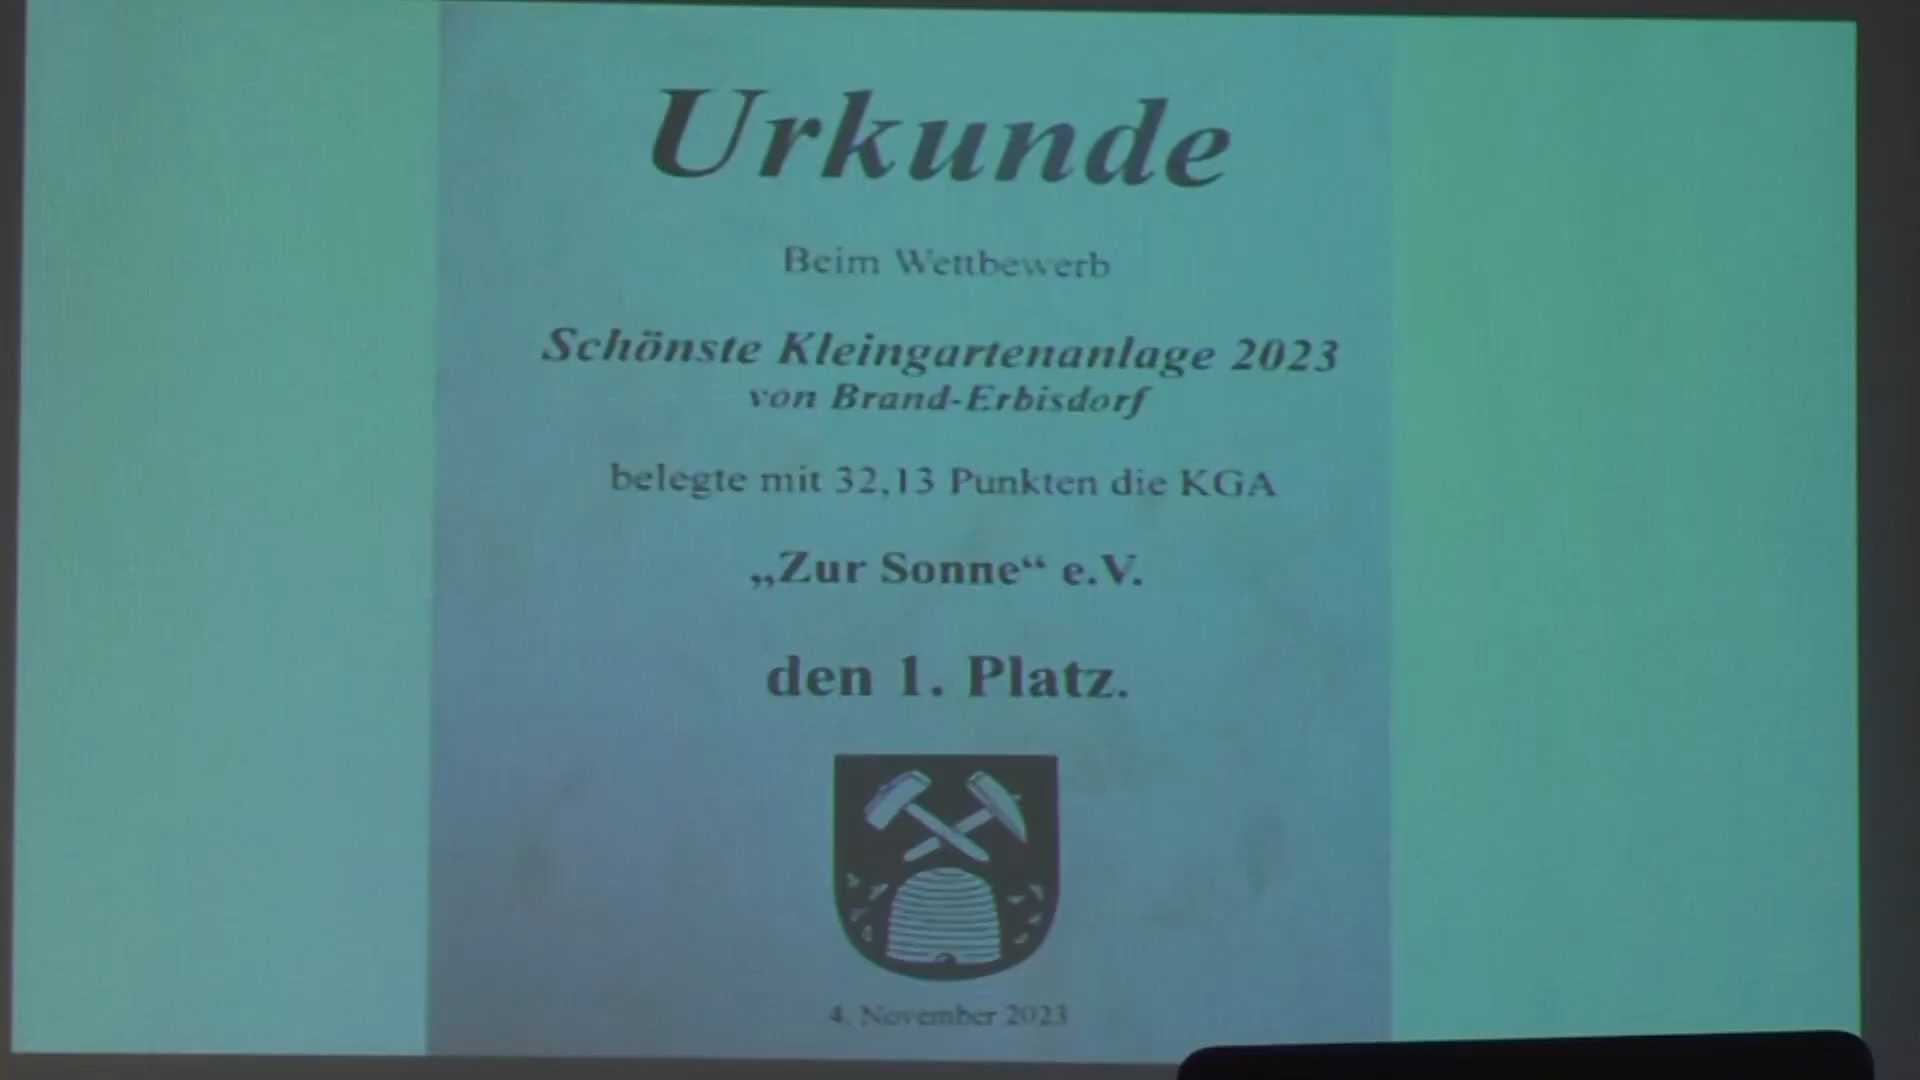 Urkunde
Beim Wettbewerb
Schönste Kleingartenanlage 2023
von Brand-Erbisdorf
belegte mit 32,13 Punkten die KGA
„Zur Sonne“ e.V.
den 1. Platz.
4. November 2023